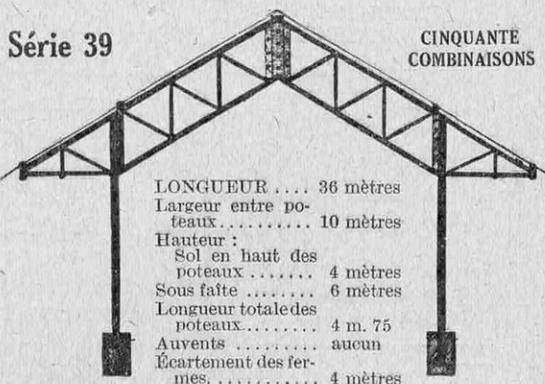 Série 39
CINQUANTE
COMBINAISONS
LONGUEUR .... 36 mètres
Largeur entre po-
teaux.......... 10 mètres
Hauteur :
Sol en haut des
poteaux ....... 4 mètres
Sous faîte ........ 6 mètres
Longueur totale des
poteaux........ 4 m. 75
Auvents ......... aucun
Écartement des fer-
mes. ........... 4 mètres